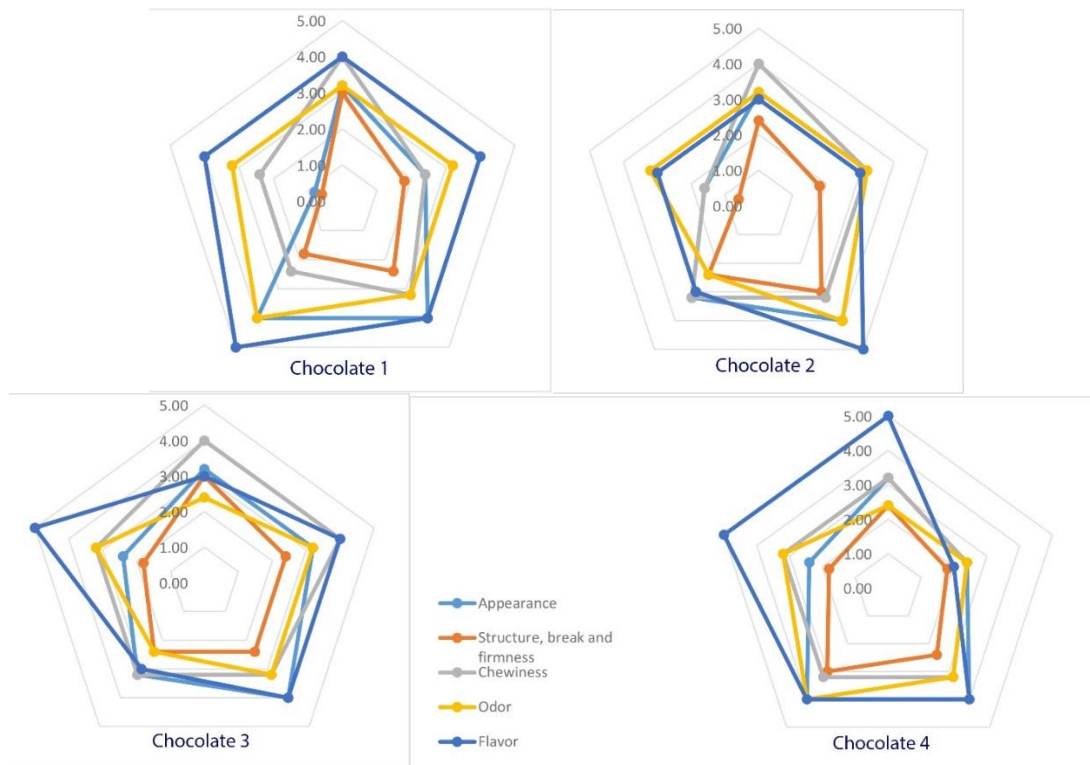 5.00
4.00
3.00
2.00
1.00
0.00
Chocolate 1
5.00
4.00
3.00
2.00
1.00
0.00
Chocolate 2
5.00
4.00
3.00
2.00
1.00
0.00
Chocolate 3
Appearance
Structure, break and
firmness
Chewiness
Odor
Flavor
5.00
4.00
3.00
2.00
1.00
0.00
Chocolate 4